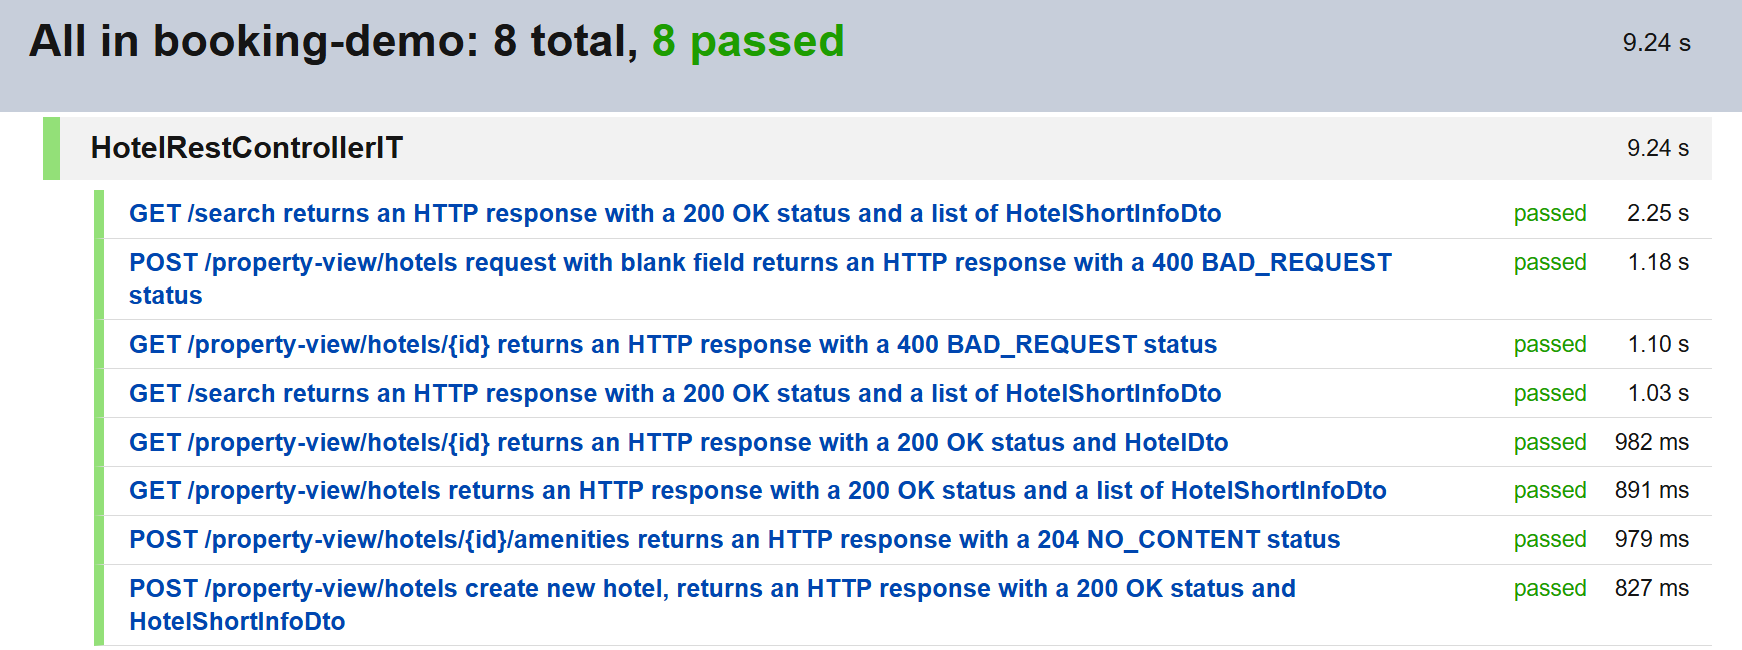 All in booking-demo: 8 total, 8 passed 9.24 s
HotelRestControllerIT 9.24 s
GET /search returns an HTTP response with a 200 OK status and a list of HotelShortInfoDto passed 2.25 s
POST /property-view/hotels request with blank field returns an HTTP response with a 400 BAD_REQUEST passed 1.18 s
status
GET /property-view/hotels/{id} returns an HTTP response with a 400 BAD_REQUEST status passed 1.10 s
GET /search returns an HTTP response with a 200 OK status and a list of HotelShortInfoDto passed 1.03 s
GET /property-view/hotels/{id} returns an HTTP response with a 200 OK status and HotelDto passed 982 ms
GET /property-view/hotels returns an HTTP response with a 200 OK status and a list of HotelShortInfoDto passed 891 ms
POST /property-view/hotels/{id}/amenities returns an HTTP response with a 204 NO_CONTENT status passed 979 ms
POST /property-view/hotels create new hotel, returns an HTTP response with a 200 OK status and passed 827 ms
HotelShortInfoDto